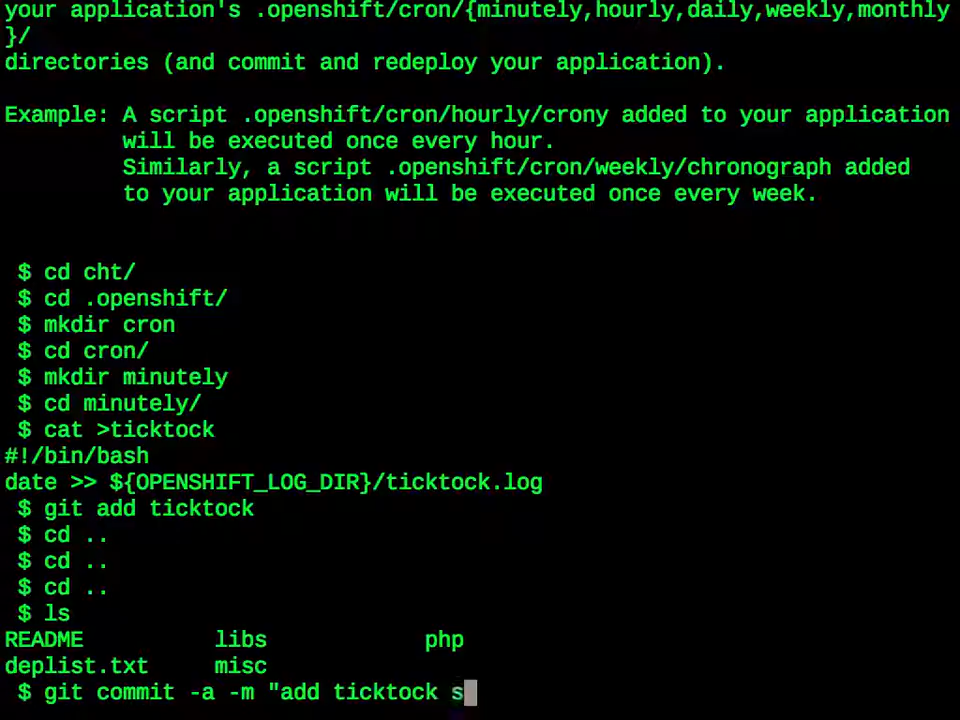 your application's .openshift/cron/{minutely,hourly,daily,weekly,monthly
}/
directories (and commit and redeploy your application).
Example: A script .openshift/cron/hourly/crony added to your application
will be executed once every hour.
Similarly, a script .openshift/cron/weekly/chronograph added
to your application will be executed once every week.
$ cd cht/
$ cd .openshift/
$ mkdir cron
$ cd cron/
$ mkdir minutely
$ cd minutely/
$ cat >ticktock
#!/bin/bash
date >> ${OPENSHIFT_LOG_DIR}/ticktock.log
$ git add ticktock
$ cd ..
$ cd ..
$ cd ..
$ ls
README libs php
deplist.txt misc
$ git commit -a -m "add ticktock s